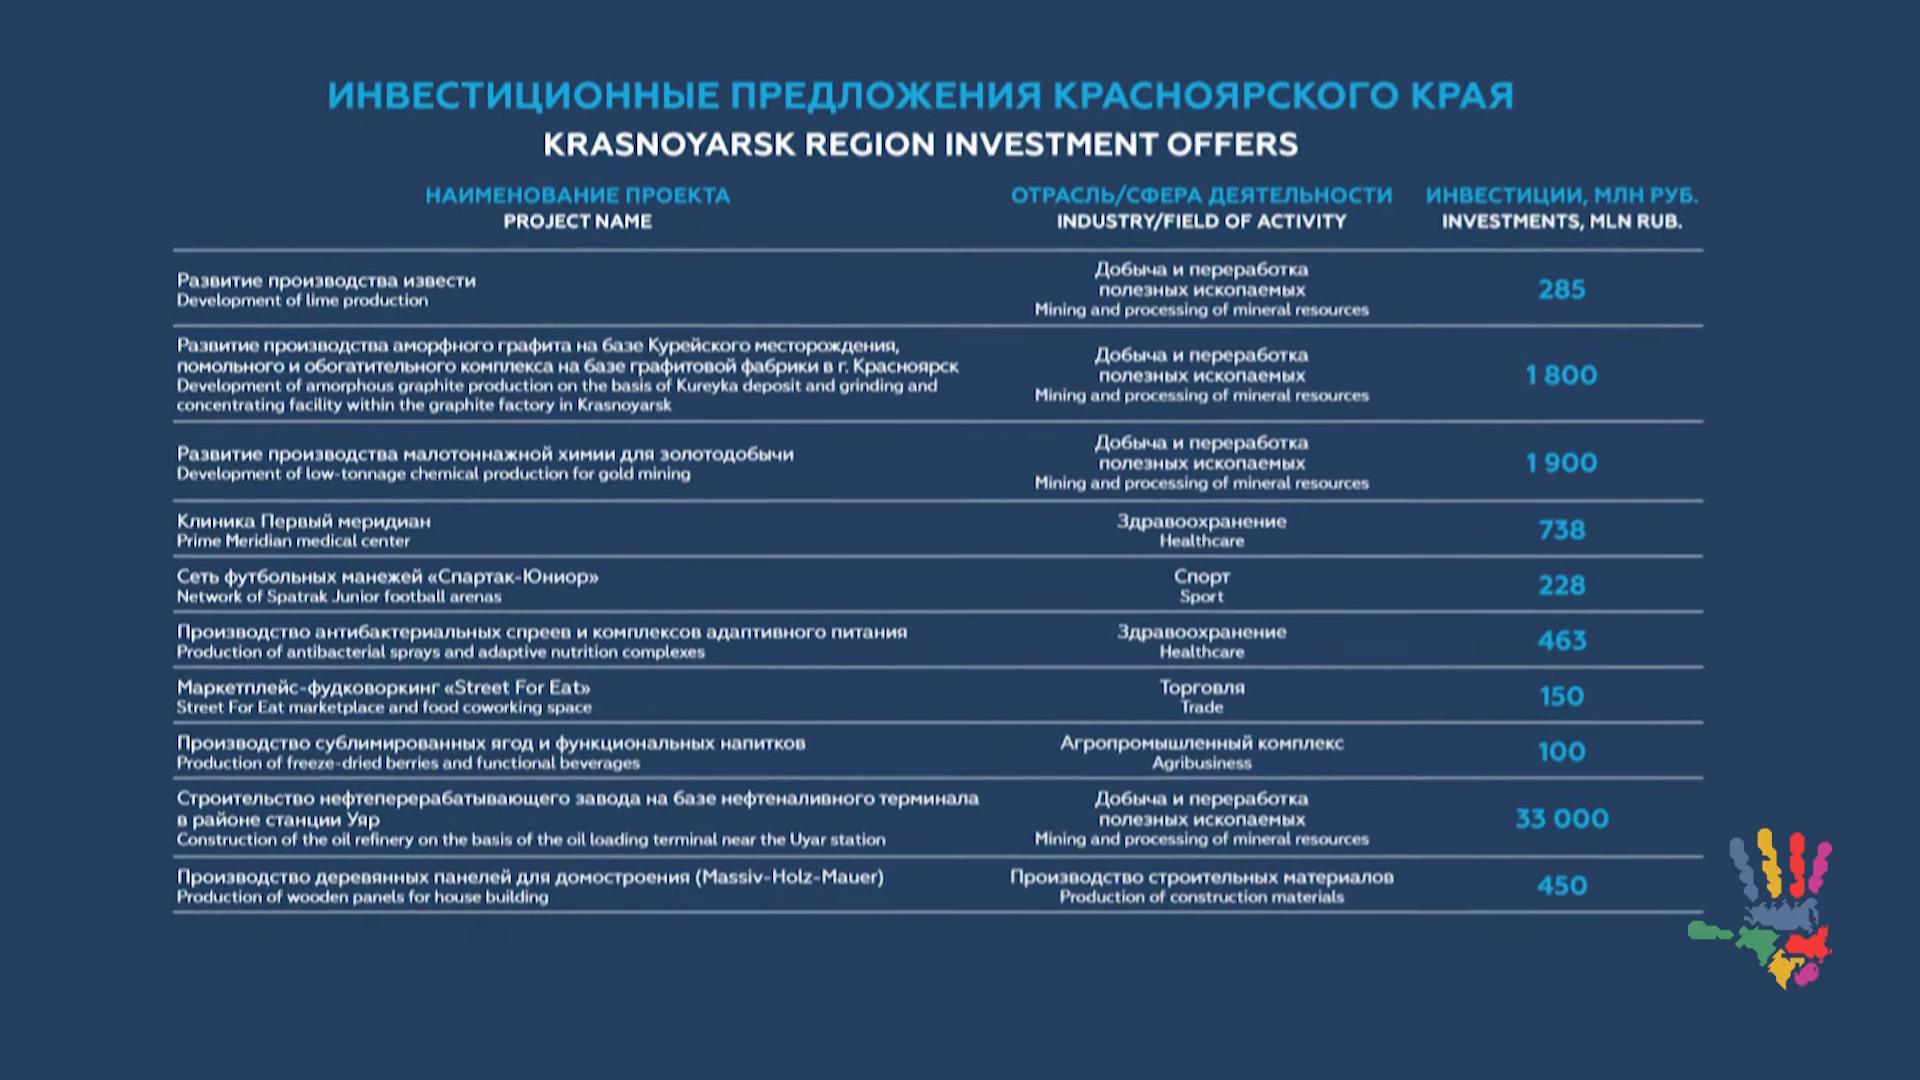 ИНВЕСТИЦИОННЫЕ ПРЕДЛОЖЕНИЯ КРАСНОЯРСКОГО КРАЯ
KRASNOYARSK REGION INVESTMENT OFFERS
НАИМЕНОВАНИЕ ПРОЕКТА
PROJECT NAME
ОТРАСЛЬ/СФЕРА ДЕЯТЕЛЬНОСТИ
INDUSTRY/FIELD OF ACTIVITY
ИНВЕСТИЦИИ, МЛН РУБ.
INVESTMENTS, MLN RUB.
Развитие производства извести
Development of lime production
Добыча и переработка
полезных ископаемых
Mining and processing of mineral resources
285
Развитие производства аморфного графита на базе Курейского месторождения,
помольного и обогатительного комплекса на базе графитовой фабрики в г. Красноярск
Development of amorphous graphite production on the basis of Kureyka deposit and grinding and
concentrating facility within the graphite factory in Krasnoyarsk
Добыча и переработка
полезных ископаемых
Mining and processing of mineral resources
1 800
Развитие производства малотоннажной химии для золотодобычи
Development of low-tonnage chemical production for gold mining
Добыча и переработка
полезных ископаемых
Mining and processing of mineral resources
1 900
Клиника Первый меридиан
Prime Meridian medical center
Здравоохранение
Healthcare
738
Сеть футбольных манежей «Спартак-Юниор»
Network of Spatrak Junior football arenas
Спорт
Sport
228
Производство антибактериальных спреев и комплексов адаптивного питания
Production of antibacterial sprays and adaptive nutrition complexes
Здравоохранение
Healthcare
463
Маркетплейс-фудковоркинг «Street For Eat»
Street For Eat marketplace and food coworking space
Торговля
Trade
150
Производство сублимированных ягод и функциональных напитков
Production of freeze-dried berries and functional beverages
Агропромышленный комплекс
Agribusiness
100
Строительство нефтеперерабатывающего завода на базе нефтеналивного терминала
в районе станции Уяр
Construction of the oil refinery on the basis of the oil loading terminal near the Uyar station
Добыча и переработка
полезных ископаемых
Mining and processing of mineral resources
33 000
Производство деревянных панелей для домостроения (Massiv-Holz-Mauer)
Production of wooden panels for house building
Производство строительных материалов
Production of construction materials
450